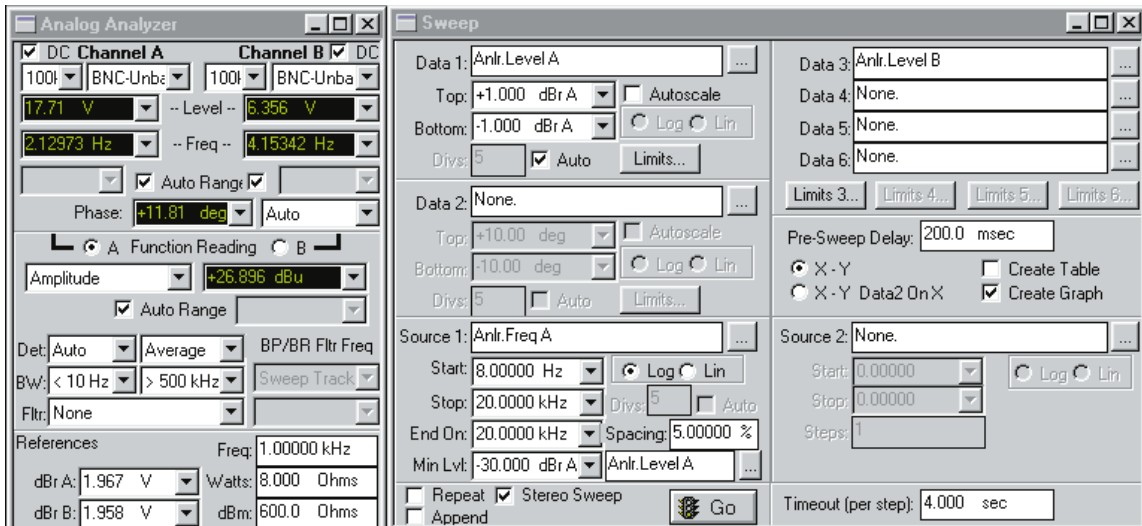 Analog Analyzer
DC Channel A Channel B DC
100k BNC-Unba 100k BNC-Unba
17.71 V -- Level -- 6.356 V
2.12973 Hz -- Freq -- 4.15342 Hz
Auto Range
Phase: +11.81 deg Auto
A Function Reading B
Amplitude +26.896 dBu
Auto Range
Det: Auto Average BP/BR Fltr Freq
BW: < 10 Hz > 500 kHz Sweep Track
Fltr: None
References Freq: 1.00000 kHz
dBr A: 1.967 V Watts: 8.000 Ohms
dBr B: 1.958 V dBm: 600.0 Ohms
Sweep
Data 1: Anlr.Level A ...
Top: +1.000 dBr A Autoscale
Bottom: -1.000 dBr A Log Lin
Divs: 5 Auto Limits...
Data 2: None. ...
Top: +10.00 deg Autoscale
Bottom: -10.00 deg Log Lin
Divs: 5 Auto Limits...
Source 1: Anlr.Freq A ...
Start: 8.00000 Hz Log Lin
Stop: 20.0000 kHz Divs: 5 Auto
End On: 20.0000 kHz Spacing: 5.00000 %
Min Lvl: -30.000 dBr A Anlr.Level A ...
Repeat Stereo Sweep
Append Go
Data 3: Anlr.Level B ...
Data 4: None. ...
Data 5: None. ...
Data 6: None. ...
Limits 3... Limits 4... Limits 5... Limits 6...
Pre-Sweep Delay: 200.0 msec
X - Y Create Table
X - Y Data2 On X Create Graph
Source 2: None. ...
Start: 0.00000 Log Lin
Stop: 0.00000
Steps: 1
Timeout (per step): 4.000 sec